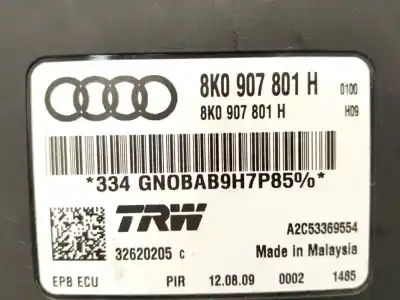 8K0 907 801 H 0100
8K0 907 801 H H09
*334 GNOBAB9H7P85%*
TRW
A2C53369554
32620205 C
Made in Malaysia
EPB ECU PIR 12.08.09 0002 1485